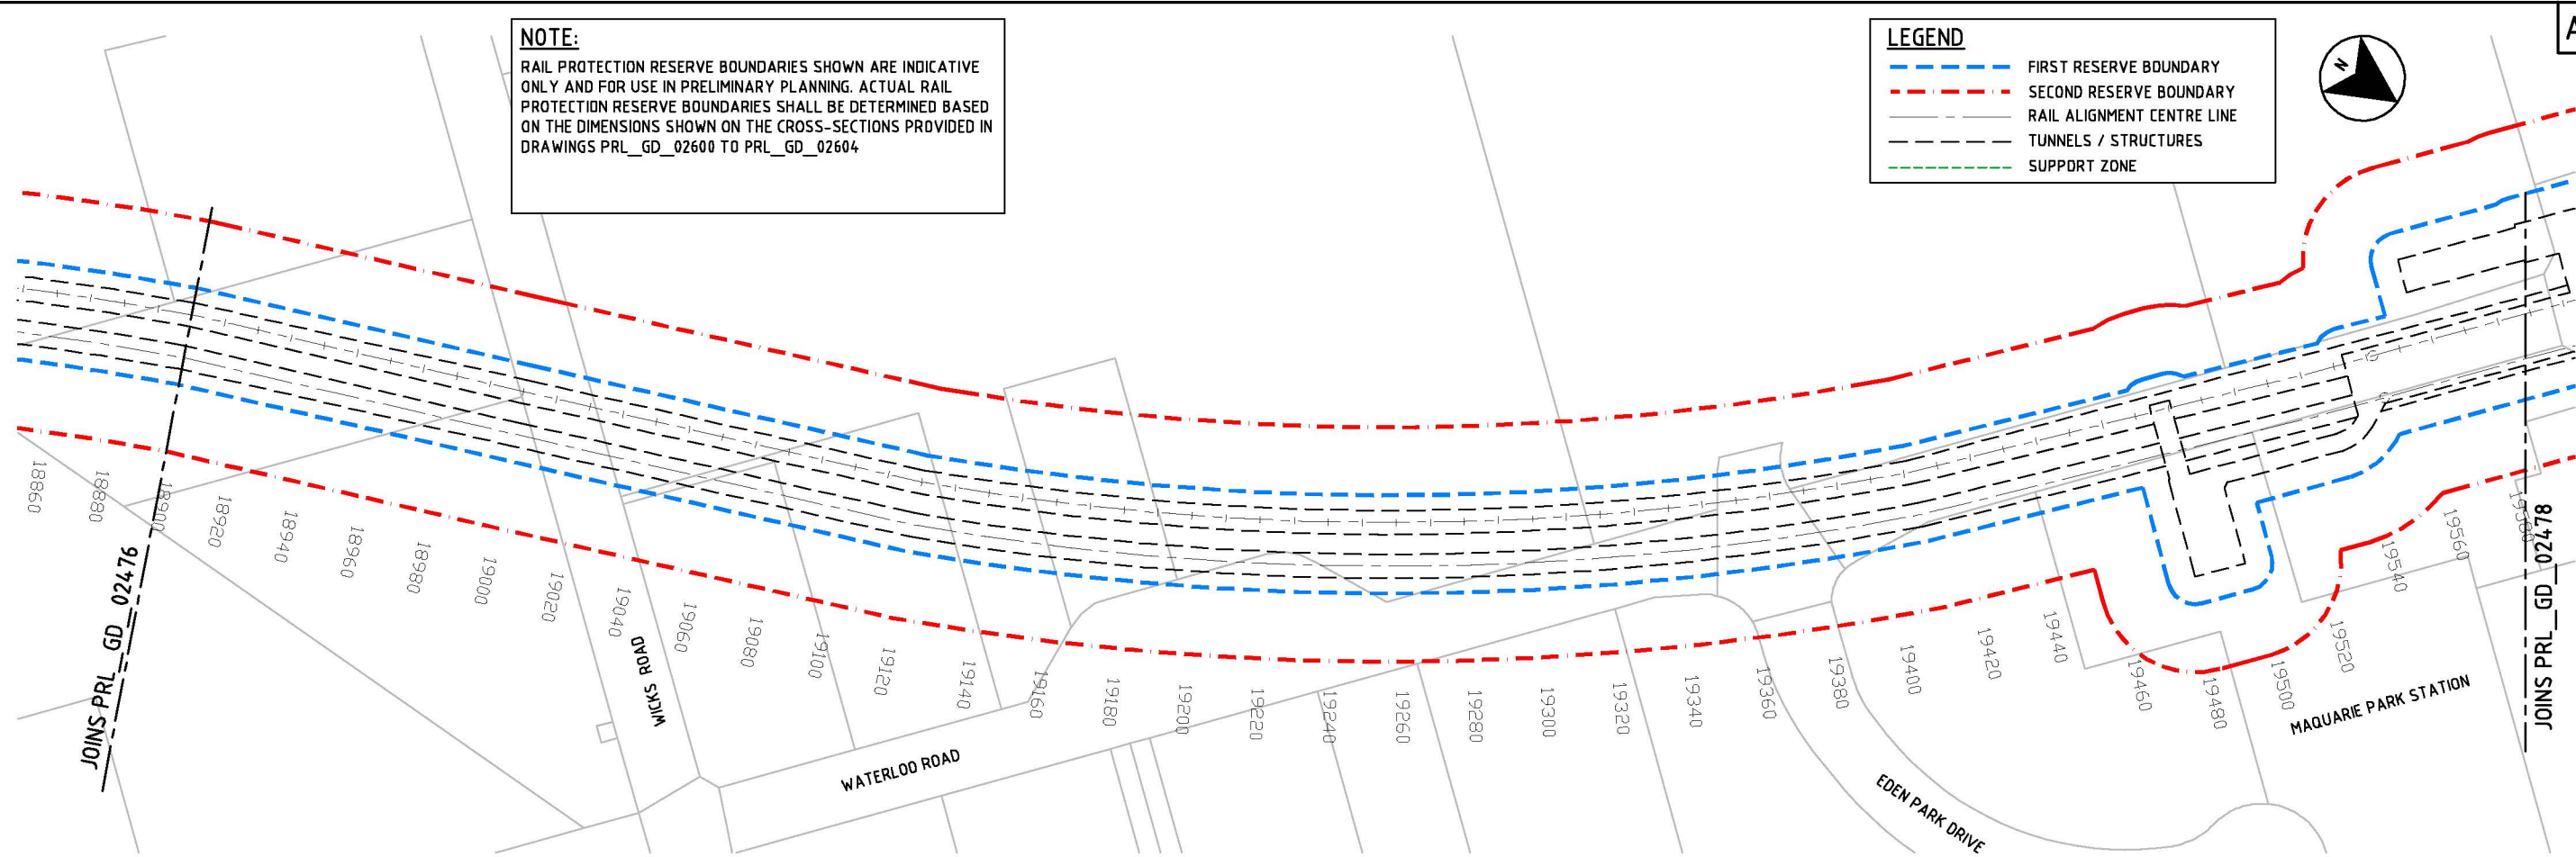 NOTE:
RAIL PROTECTION RESERVE BOUNDARIES SHOWN ARE INDICATIVE
ONLY AND FOR USE IN PRELIMINARY PLANNING. ACTUAL RAIL
PROTECTION RESERVE BOUNDARIES SHALL BE DETERMINED BASED
ON THE DIMENSIONS SHOWN ON THE CROSS-SECTIONS PROVIDED IN
DRAWINGS PRL_GD_02600 TO PRL_GD_02604
LEGEND
FIRST RESERVE BOUNDARY
SECOND RESERVE BOUNDARY
RAIL ALIGNMENT CENTRE LINE
TUNNELS / STRUCTURES
SUPPORT ZONE
N
A
JOINS PRL_GD_02476
18860
18880
18900
18920
18940
18960
18980
19000
19020
19040
19060
19080
19100
19120
19140
19160
19180
19200
19220
19240
19260
19280
19300
19320
19340
19360
19380
19400
19420
19440
19460
19480
19500
19520
19540
19560
19580
WICKS ROAD
WATERLOO ROAD
EDEN PARK DRIVE
MAQUARIE PARK STATION
JOINS PRL_GD_02478